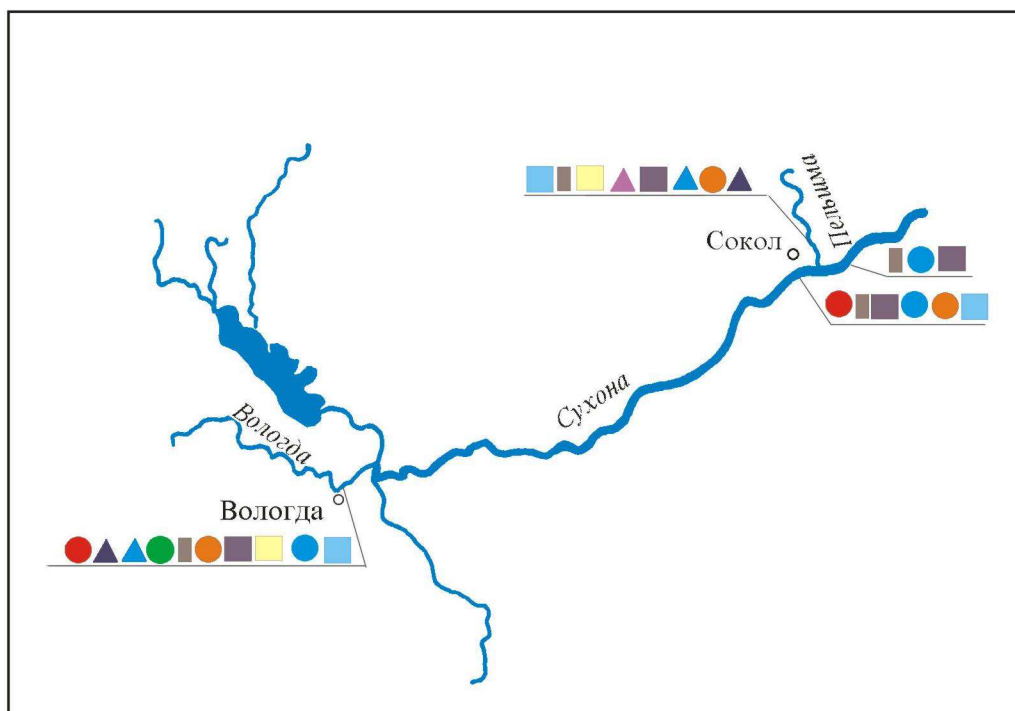 Пельшма
Сокол
Сухона
Вологда
Вологда